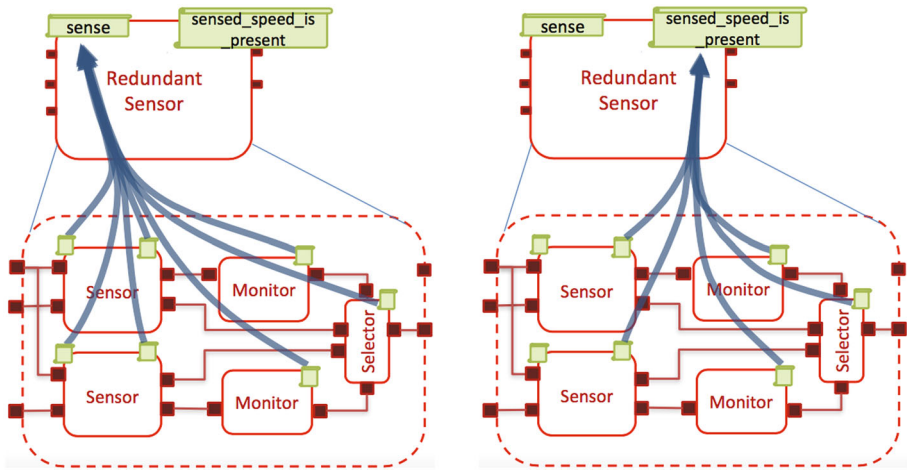 sense
sensed_speed_is
_present
Redundant
Sensor
Sensor
Monitor
Selector
Sensor
Monitor
sense
sensed_speed_is
_present
Redundant
Sensor
Sensor
Monitor
Selector
Sensor
Monitor